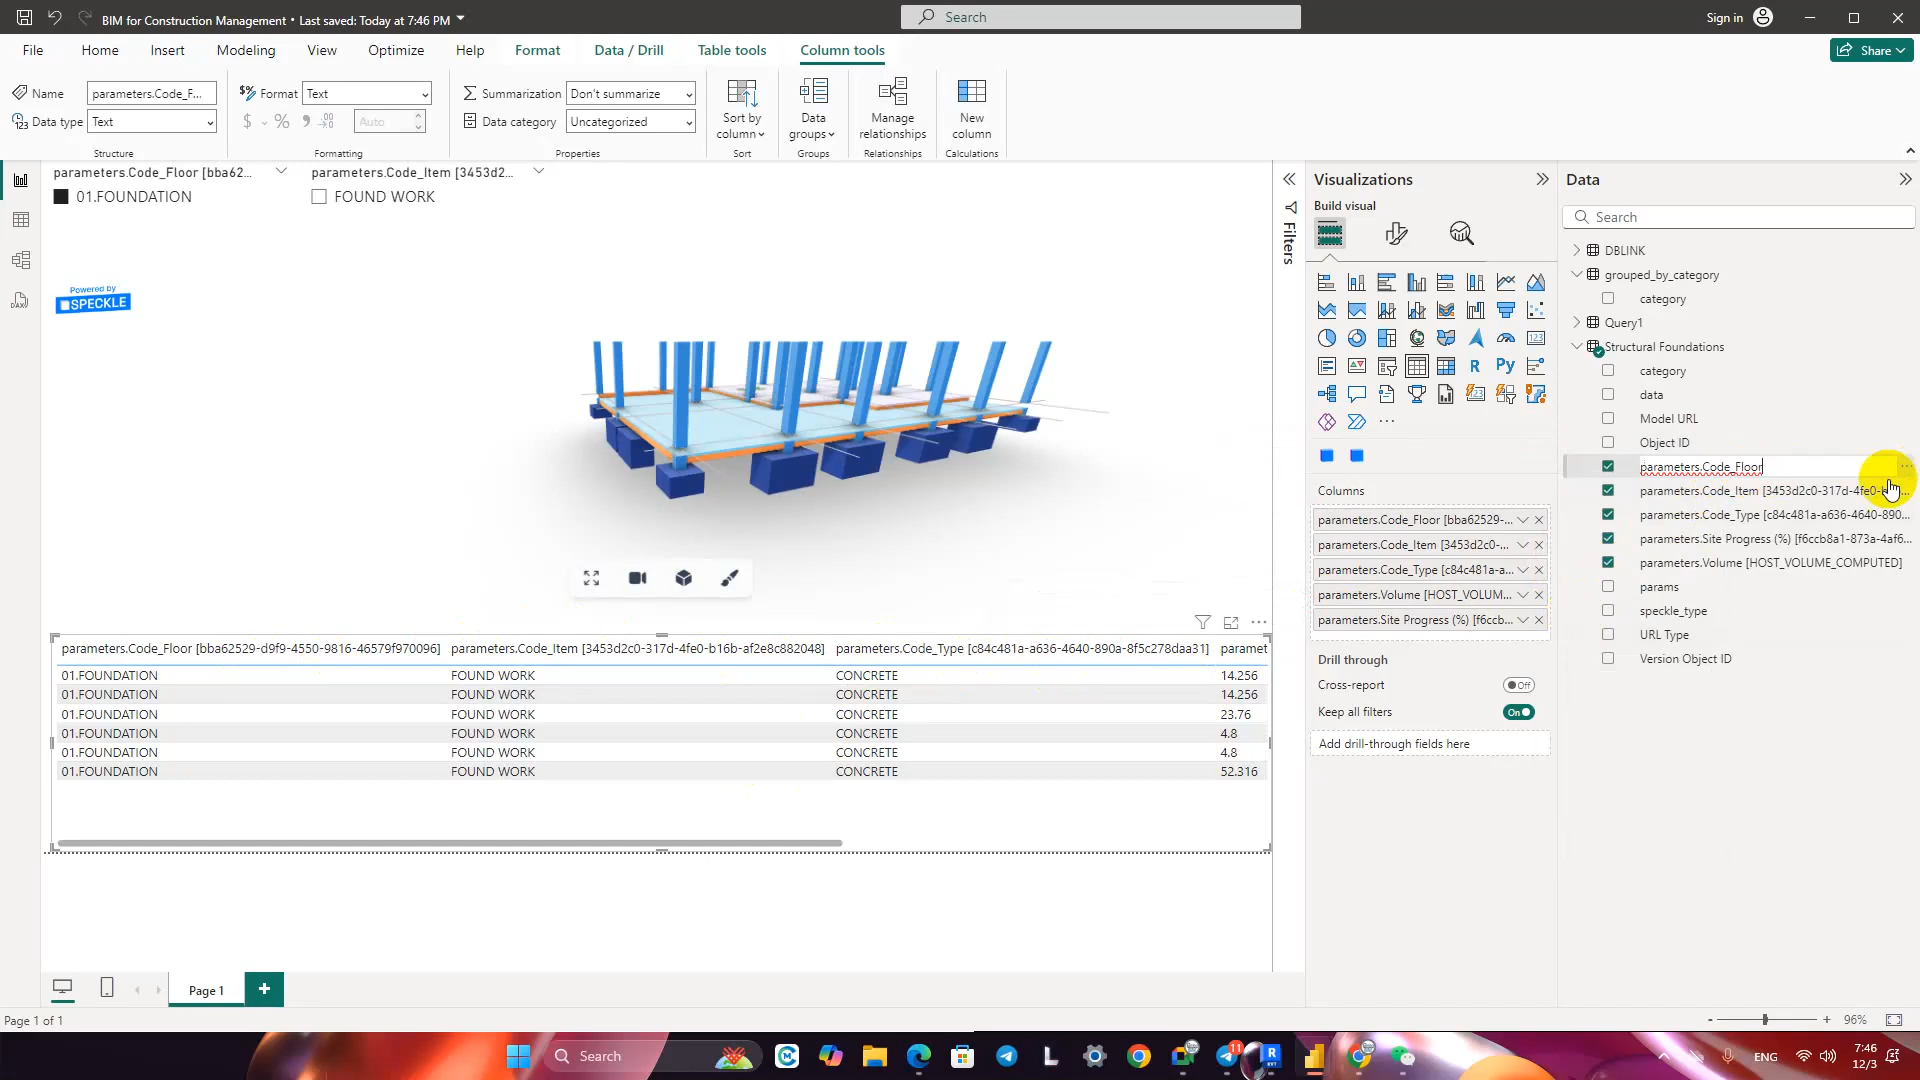 BIM for Construction Management • Last saved: Today at 7:46 PM
Search
Sign in
File
Home
Insert
Modeling
View
Optimize
Help
Format
Data / Drill
Table tools
Column tools
Share
Name
parameters.Code_F...
Format
Text
Summarization
Don't summarize
Sort by
column
Data
groups
Manage
relationships
New
column
Data type
Text
$
%
Auto
Data category
Uncategorized
Structure
Formatting
Properties
Sort
Groups
Relationships
Calculations
parameters.Code_Floor [bba62...
parameters.Code_Item [3453d2...
01.FOUNDATION
FOUND WORK
Powered by
SPECKLE
parameters.Code_Floor [bba62529-d9f9-4550-9816-46579f970096]
parameters.Code_Item [3453d2c0-317d-4fe0-b16b-af2e8c882048]
parameters.Code_Type [c84c481a-a636-4640-890a-8f5c278daa31]
paramet
01.FOUNDATION FOUND WORK CONCRETE 14.256
01.FOUNDATION FOUND WORK CONCRETE 14.256
01.FOUNDATION FOUND WORK CONCRETE 23.76
01.FOUNDATION FOUND WORK CONCRETE 4.8
01.FOUNDATION FOUND WORK CONCRETE 4.8
01.FOUNDATION FOUND WORK CONCRETE 52.316
Filters
Visualizations
Build visual
R
Py
123
Columns
parameters.Code_Floor [bba62529-...
parameters.Code_Item [3453d2c0-...
parameters.Code_Type [c84c481a-a...
parameters.Volume [HOST_VOLUM...
parameters.Site Progress (%) [f6ccb...
Drill through
Cross-report
Off
Keep all filters
On
Add drill-through fields here
Data
Search
DBLINK
grouped_by_category
category
Query1
Structural Foundations
category
data
Model URL
Object ID
parameters.Code_Floor
parameters.Code_Item [3453d2c0-317d-4fe0-b
parameters.Code_Type [c84c481a-a636-4640-890...
parameters.Site Progress (%) [f6ccb8a1-873a-4af6...
parameters.Volume [HOST_VOLUME_COMPUTED]
params
speckle_type
URL Type
Version Object ID
Page 1
Page 1 of 1
96%
Search
11
ENG
7:46
12/3